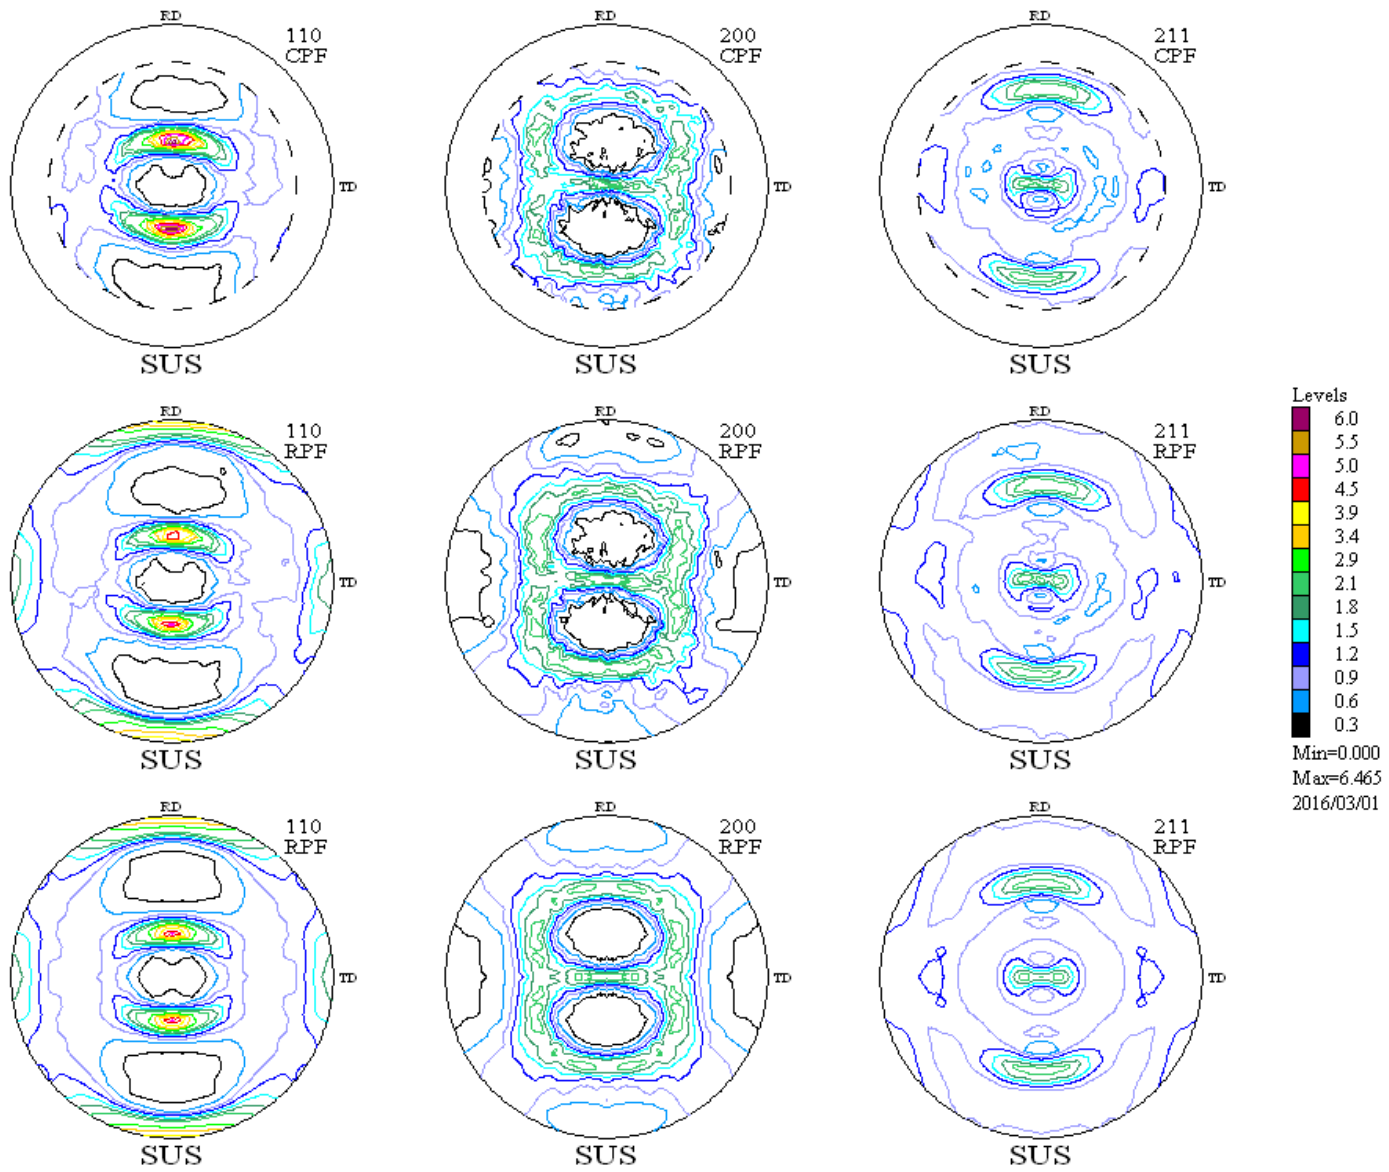 RD
110
CPF
TD
SUS
RD
200
CPF
TD
SUS
RD
211
CPF
TD
SUS
RD
110
RPF
TD
SUS
RD
200
RPF
TD
SUS
RD
211
RPF
TD
SUS
Levels
6.0
5.5
5.0
4.5
3.9
3.4
2.9
2.1
1.8
1.5
1.2
0.9
0.6
0.3
Min=0.000
Max=6.465
2016/03/01
RD
110
RPF
TD
SUS
RD
200
RPF
TD
SUS
RD
211
RPF
TD
SUS